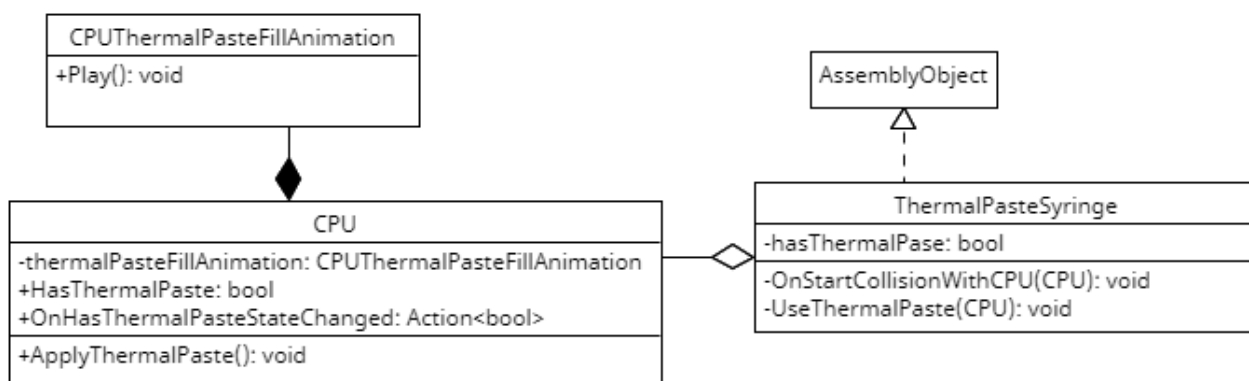 CPUThermalPasteFillAnimation
+Play(): void
AssemblyObject
CPU
-thermalPasteFillAnimation: CPUThermalPasteFillAnimation
+HasThermalPaste: bool
+OnHasThermalPasteStateChanged: Action<bool>
+ApplyThermalPaste(): void
ThermalPasteSyringe
-hasThermalPase: bool
-OnStartCollisionWithCPU(CPU): void
-UseThermalPaste(CPU): void